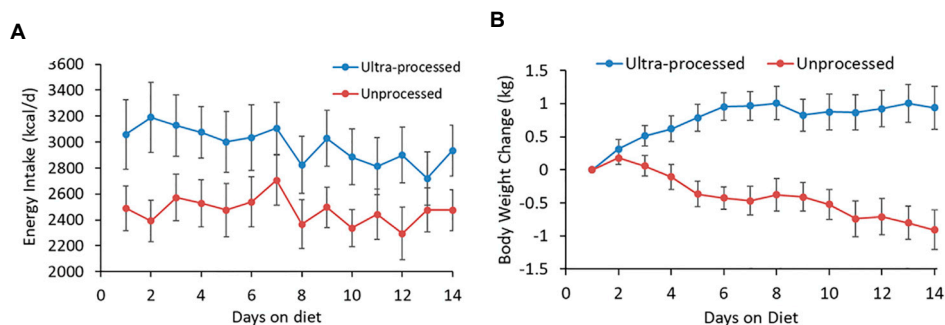 A
Energy Intake (kcal/d)
3600
3400
3200
3000
2800
2600
2400
2200
2000
Ultra-processed
Unprocessed
0 2 4 6 8 10 12 14
Days on diet
B
Body Weight Change (kg)
Ultra-processed Unprocessed
1.5
1
0.5
0
-0.5
-1
-1.5
0 2 4 6 8 10 12 14
Days on Diet